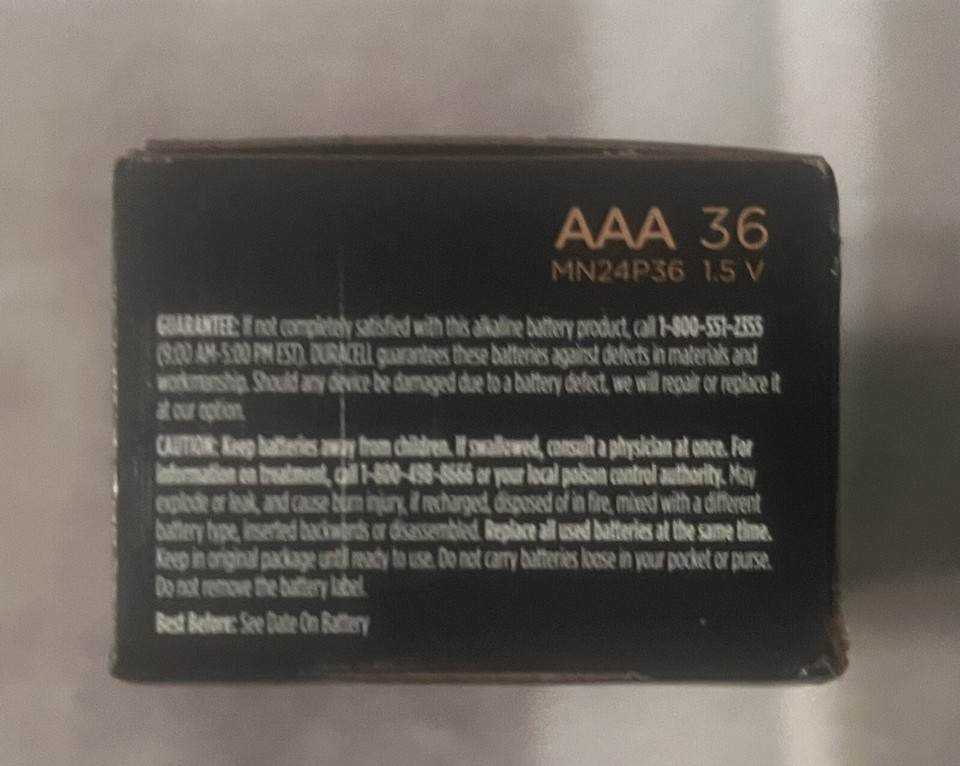 AAA 36
MN24P36 1.5 V
GUARANTEE: If not completely satisfied with this alkaline battery product, call 1-800-551-2355
(9:00 AM-5:00 PM EST). DURACELL guarantees these batteries against defects in materials and
workmanship. Should any device be damaged due to a battery defect, we will repair or replace it
at our option.
CAUTION: Keep batteries away from children. If swallowed, consult a physician at once. For
information on treatment, call 1-800-498-8666 or your local poison control authority. May
explode or leak, and cause burn injury, if recharged, disposed of in fire, mixed with a different
battery type, inserted backwards or disassembled. Replace all used batteries at the same time.
Keep in original package until ready to use. Do not carry batteries loose in your pocket or purse.
Do not remove the battery label.
Best Before: See Date On Battery